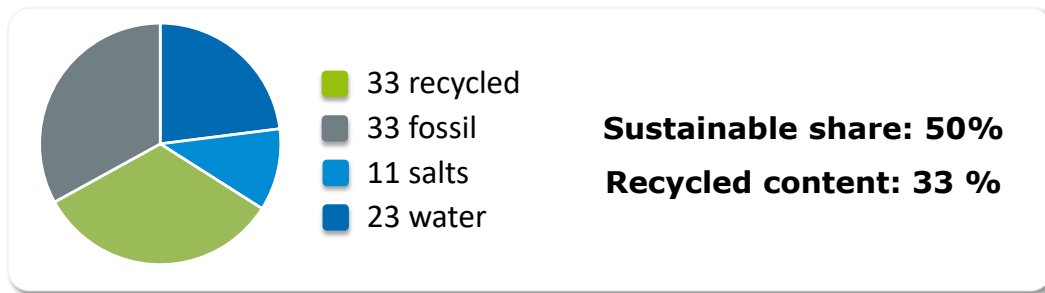 33 recycled
33 fossil
11 salts
23 water
Sustainable share: 50%
Recycled content: 33 %